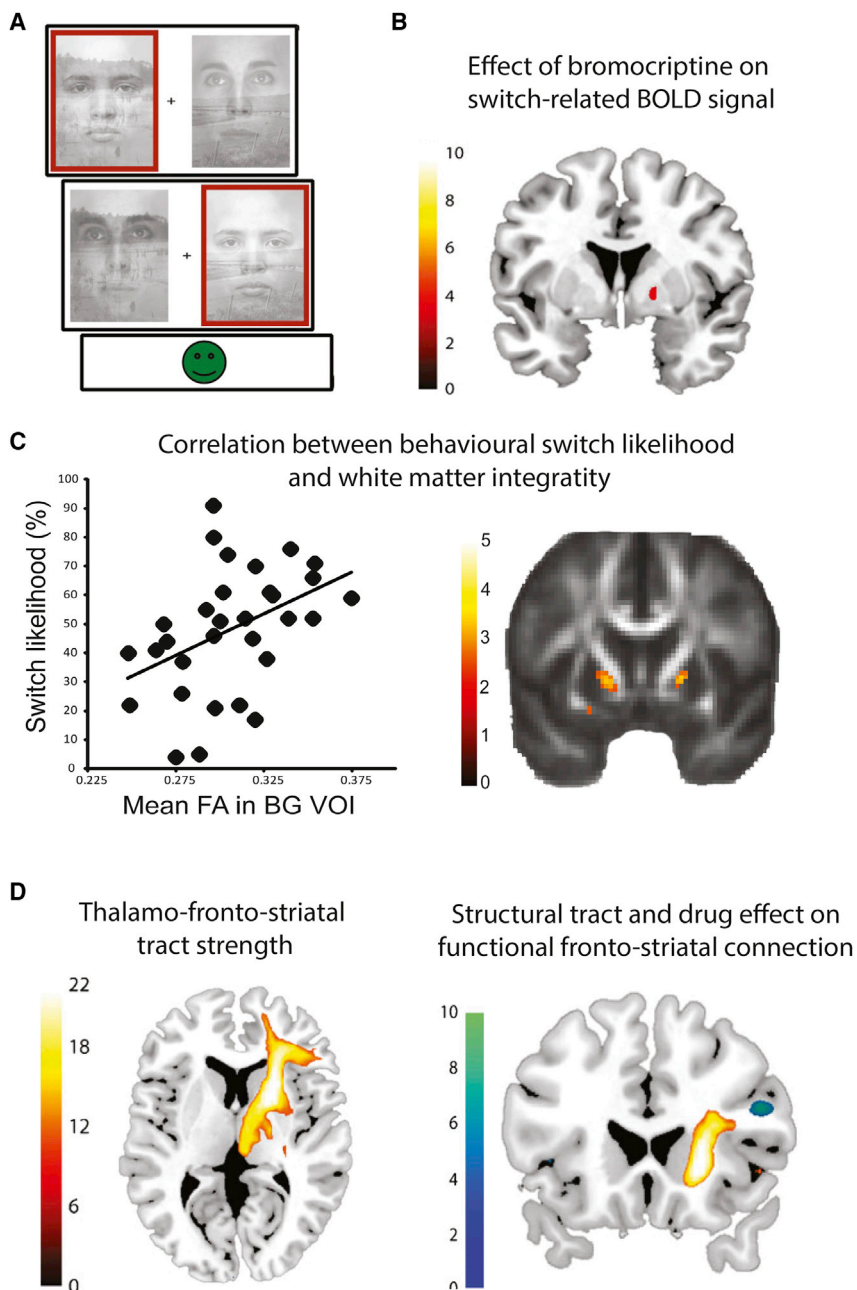 A
+
+
B
Effect of bromocriptine on
switch-related BOLD signal
10
8
6
4
2
0
C
Correlation between behavioural switch likelihood
and white matter integratity
Switch likelihood (%)
100
90
80
70
60
50
40
30
20
10
0
0.225
0.275
0.325
0.375
Mean FA in BG VOI
5
4
3
2
1
0
D
Thalamo-fronto-striatal
tract strength
22
18
12
6
0
Structural tract and drug effect on
functional fronto-striatal connection
10
8
6
4
2
0